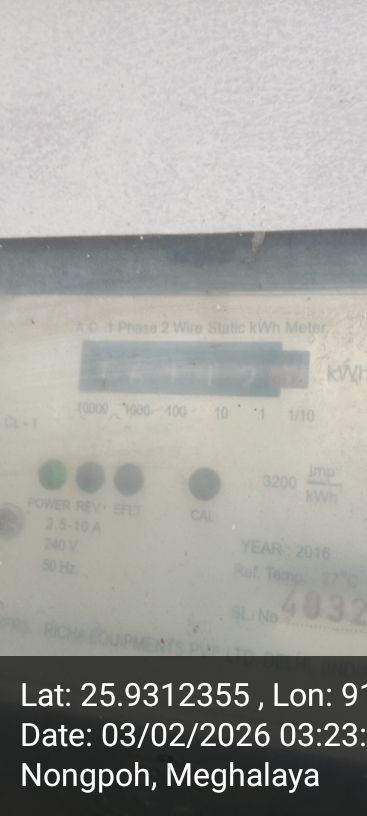 A.C. 1 Phase 2 Wire Static kWh Meter
kWh
10000 1000 100 10 1 1/10
CL - T
3200 Imp/kWh
POWER REV. EFLT CAL
2.5-10 A
240 V.
50 Hz.
YEARR : 2016
Ref. Temp. : 27°C
SL. No. 4032
RICHA EQUIPMENTS PVT. LTD. DELHI
Lat: 25.9312355 , Lon: 91
Date: 03/02/2026 03:23:
Nongpoh, Meghalaya